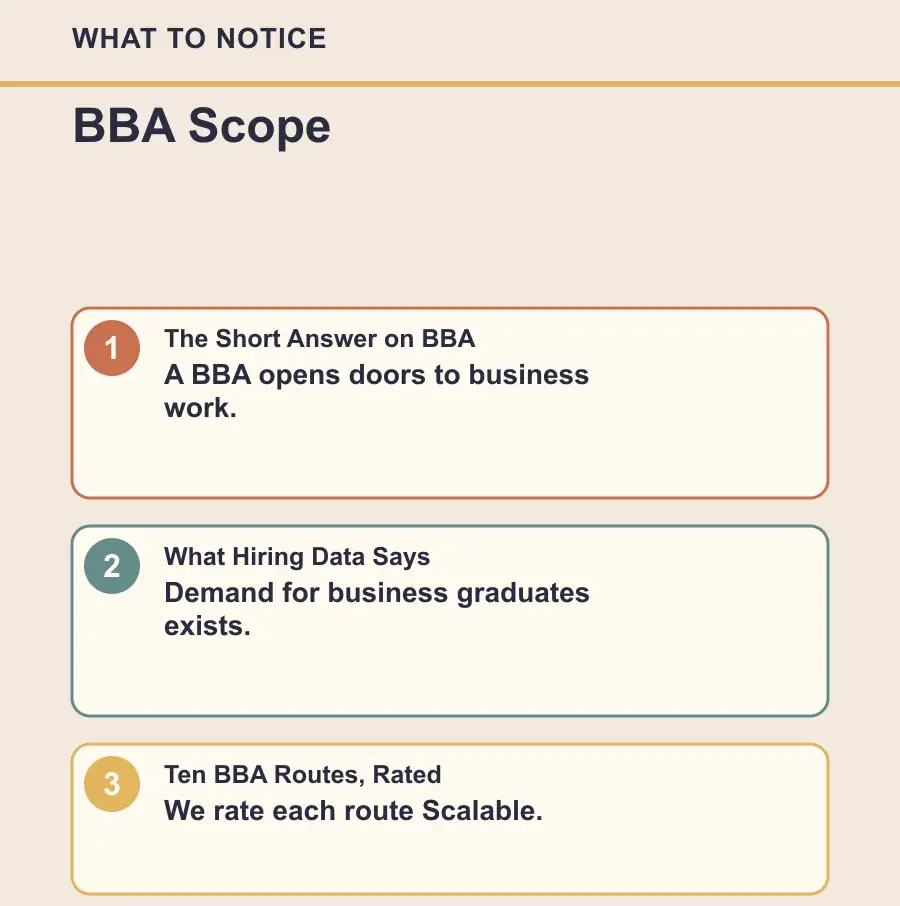 WHAT TO NOTICE
BBA Scope
1
The Short Answer on BBA
A BBA opens doors to business
work.
2
What Hiring Data Says
Demand for business graduates
exists.
3
Ten BBA Routes, Rated
We rate each route Scalable.